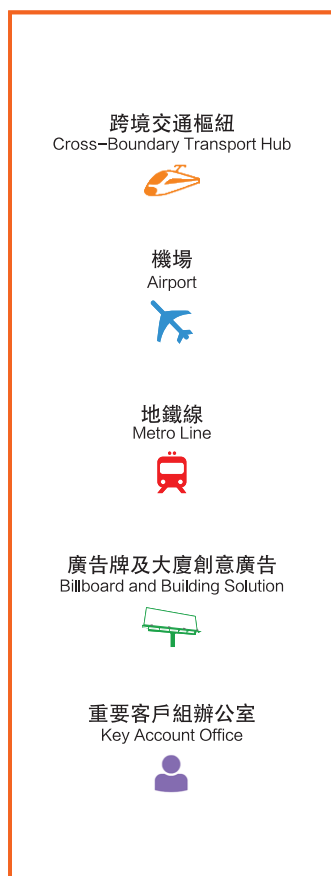 跨境交通樞紐
Cross-Boundary Transport Hub
機場
Airport
地鐵線
Metro Line
廣告牌及大廈創意廣告
Billboard and Building Solution
重要客戶組辦公室
Key Account Office